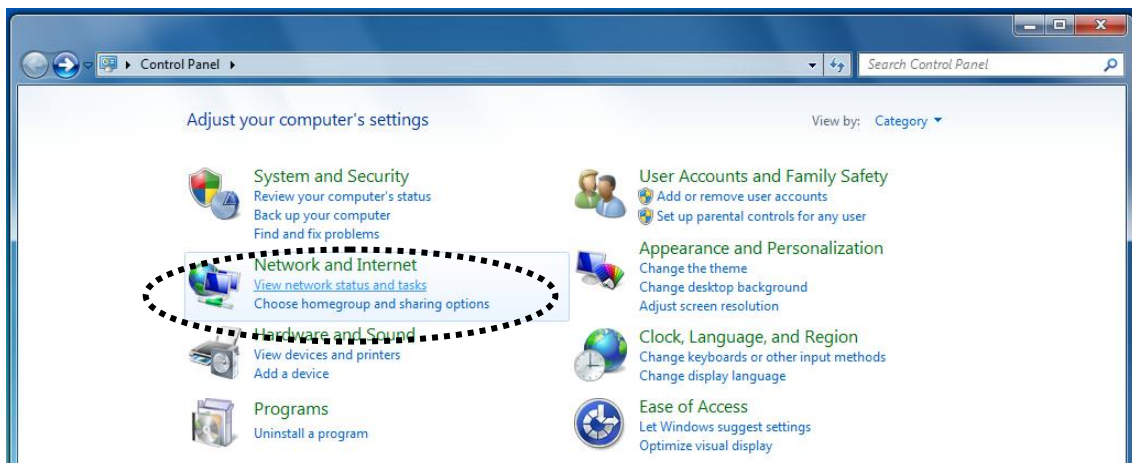 Control Panel
Search Control Panel
Adjust your computer's settings
View by: Category
System and Security
Review your computer's status
Back up your computer
Find and fix problems
Network and Internet
View network status and tasks
Choose homegroup and sharing options
Hardware and Sound
View devices and printers
Add a device
Programs
Uninstall a program
User Accounts and Family Safety
Add or remove user accounts
Set up parental controls for any user
Appearance and Personalization
Change the theme
Change desktop background
Adjust screen resolution
Clock, Language, and Region
Change keyboards or other input methods
Change display language
Ease of Access
Let Windows suggest settings
Optimize visual display